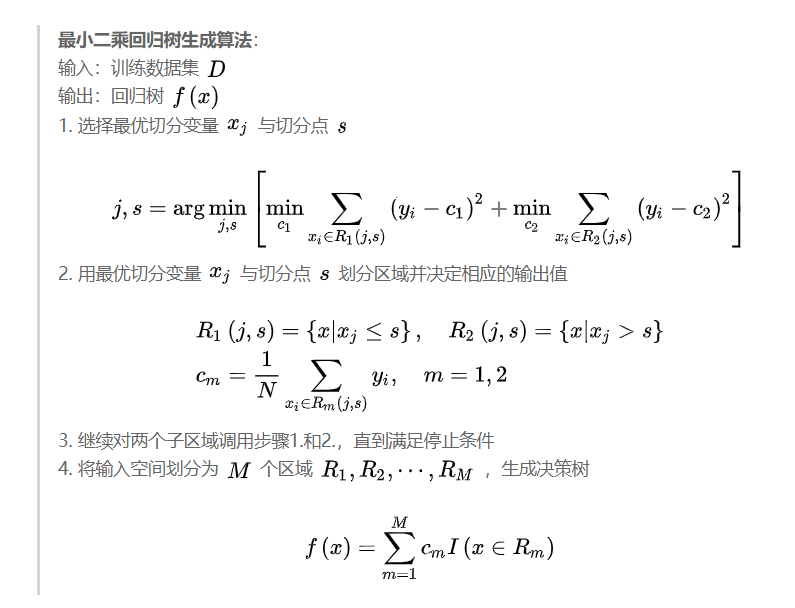 最小二乘回归树生成算法:
输入：训练数据集 D
输出：回归树 f (x)
1. 选择最优切分变量 x_j 与切分点 s
j, s = arg min_{j,s} [ min_{c_1} ∑_{x_i∈R_1(j,s)} (y_i − c_1)^2 + min_{c_2} ∑_{x_i∈R_2(j,s)} (y_i − c_2)^2 ]
2. 用最优切分变量 x_j 与切分点 s 划分区域并决定相应的输出值
R_1 (j, s) = {x|x_j ≤ s} , R_2 (j, s) = {x|x_j > s}
c_m = \frac{1}{N} ∑_{x_i∈R_m(j,s)} y_i, m = 1, 2
3. 继续对两个子区域调用步骤1.和2.，直到满足停止条件
4. 将输入空间划分为 M 个区域 R_1, R_2, ⋯ , R_M ，生成决策树
f (x) = ∑_{m=1}^{M} c_m I (x ∈ R_m)